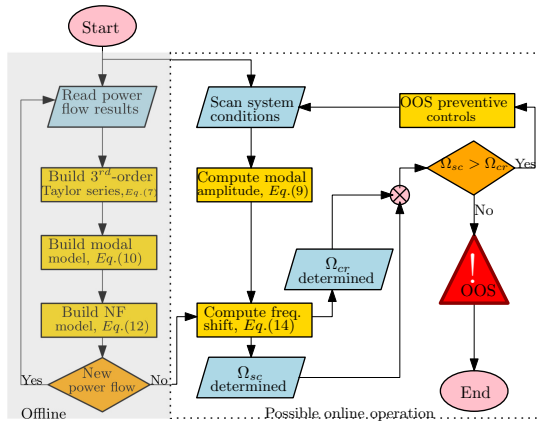 Start
Read power
flow results
Build 3rd-order
Taylor series,Eq.(7)
Build modal
model, Eq.(10)
Build NF
model, Eq.(12)
New
power flow
Yes
No
Offline
Scan system
conditions
Compute modal
amplitude, Eq.(9)
Compute freq.
shift, Eq.(14)
Ωsc
determined
Ωcr
determined
OOS preventive
controls
Ωsc > Ωcr
Yes
No
!
OOS
End
Possible online operation